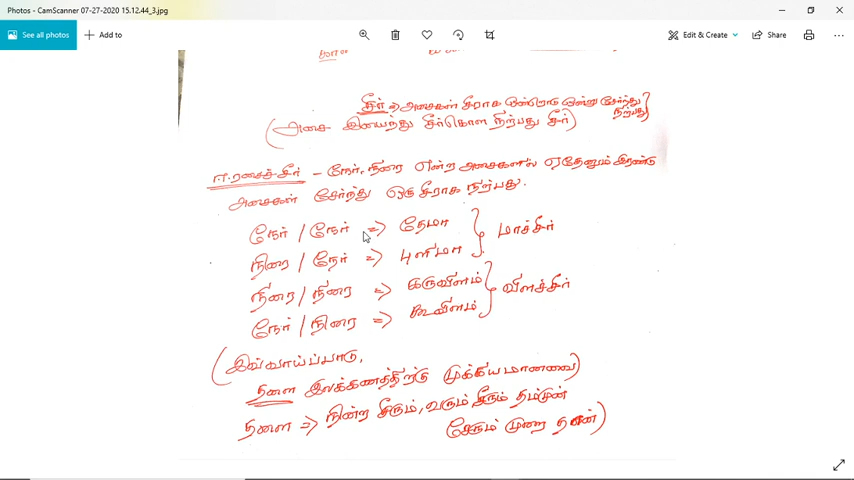 Photos - CamScanner 07-27-2020 15.12.44_3.jpg
See all photos
Add to
Edit & Create
Share
சீர் => அசைகள் சீராக ஒன்றோடு ஒன்று சேர்ந்து நிற்பது
(அசை இயைந்து சீர்கொள நிற்பது சீர்)
ஈரசைச்சீர் - நேர், நிரை என்ற அசைகளில் ஏதேனும் இரண்டு
அசைகள் சேர்ந்து ஒரு சீராக நிற்பது.
நேர் / நேர் => தேமா
நிரை / நேர் => புளிமா
மாச்சீர்
நிரை / நிரை => கருவிளம்
நேர் / நிரை => கூவிளம்
விளச்சீர்
(இவ்வாய்ப்பாடு,
தளை இலக்கணத்திற்கு முக்கியமானவை)
தளை => நின்ற சீரும், வரும் சீரும் தம்முள்
சேரும் முறை தான்)